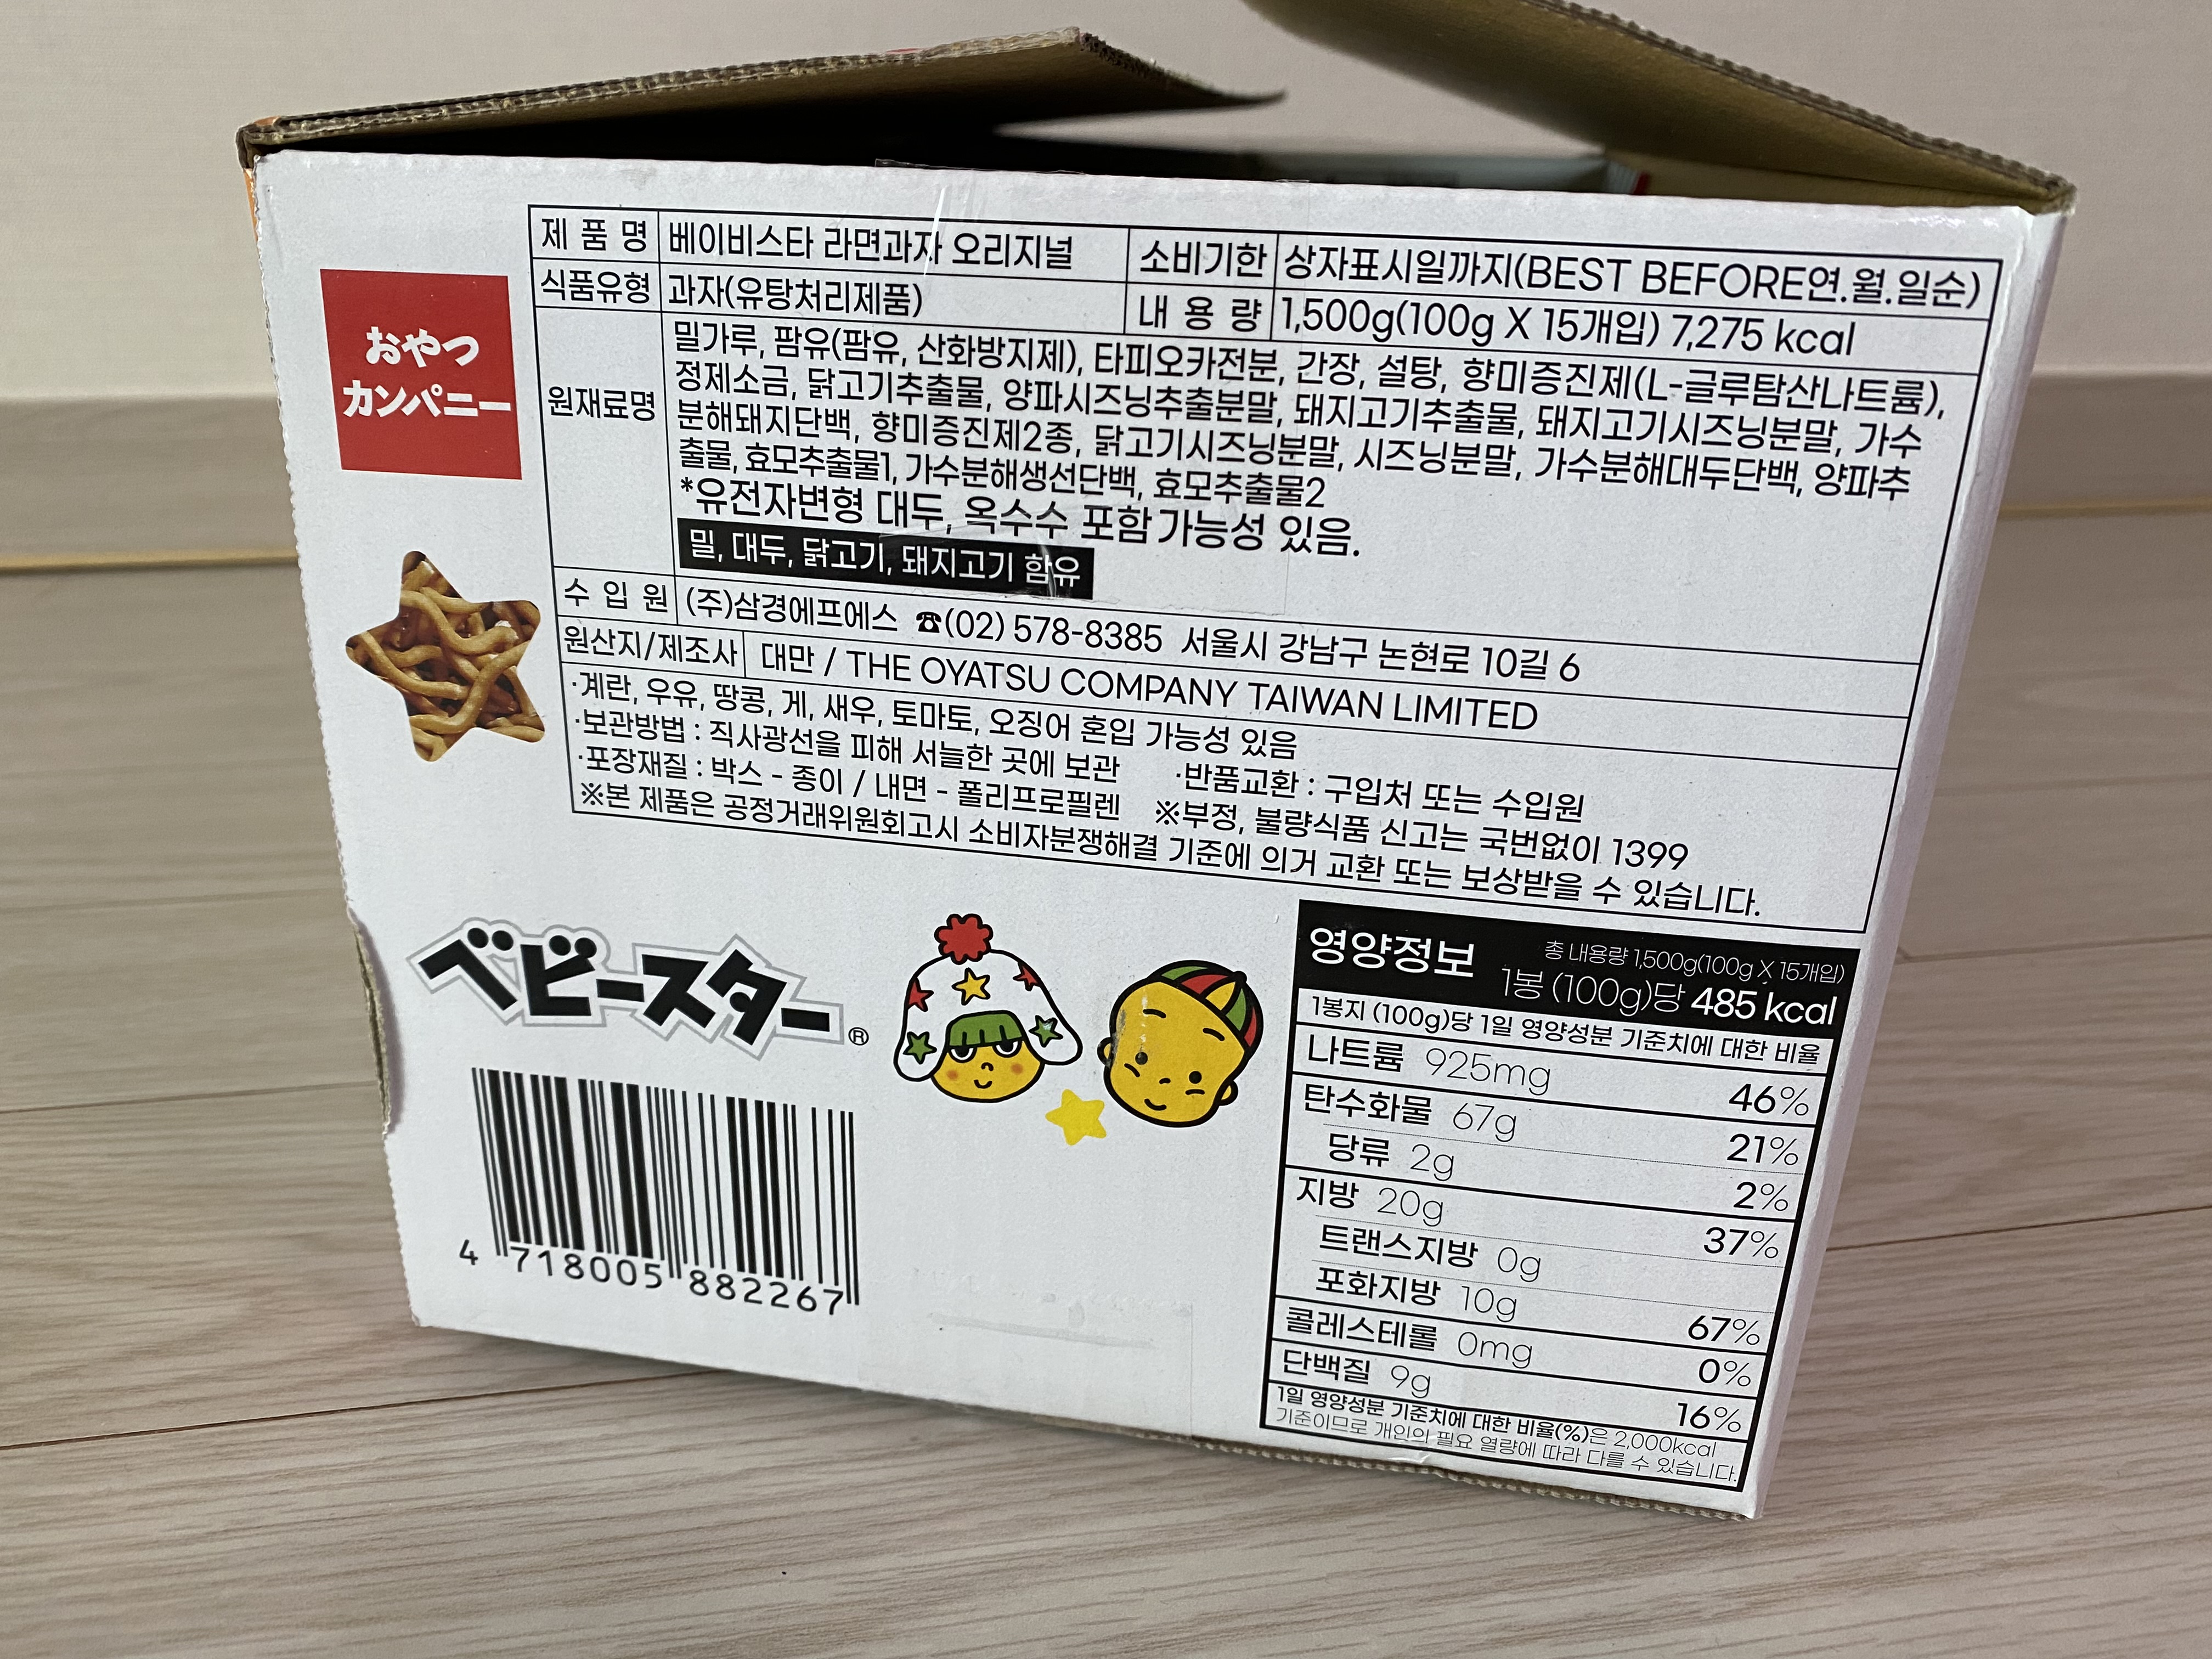 おやつ
カンパニー
제 품 명 베이비스타 라면과자 오리지널 소비기한 상자표시일까지(BEST BEFORE연.월.일순)
식품유형 과자(유탕처리제품) 내 용 량 1,500g(100g X 15개입) 7,275 kcal
원재료명
밀가루, 팜유(팜유, 산화방지제), 타피오카전분, 간장, 설탕, 향미증진제(L-글루탐산나트륨),
정제소금, 닭고기추출물, 양파시즈닝추출분말, 돼지고기추출물, 돼지고기시즈닝분말, 가수
분해돼지단백, 향미증진제2종, 닭고기시즈닝분말, 시즈닝분말, 가수분해대두단백, 양파추
출물, 효모추출물1, 가수분해생선단백, 효모추출물2
*유전자변형 대두, 옥수수 포함가능성 있음.
밀, 대두, 닭고기, 돼지고기 함유
수 입 원 (주)삼경에프에스 ☎(02) 578-8385 서울시 강남구 논현로 10길 6
원산지/제조사 대만 / THE OYATSU COMPANY TAIWAN LIMITED
·계란, 우유, 땅콩, 게, 새우, 토마토, 오징어 혼입 가능성 있음
·보관방법 : 직사광선을 피해 서늘한 곳에 보관 ·반품교환 : 구입처 또는 수입원
·포장재질 : 박스 - 종이 / 내면 - 폴리프로필렌 ※부정, 불량식품 신고는 국번없이 1399
※본 제품은 공정거래위원회고시 소비자분쟁해결 기준에 의거 교환 또는 보상받을 수 있습니다.
ベビースター®
4 718005 882267
영양정보 총 내용량 1,500g(100g X 15개입)
1봉 (100g)당 485 kcal
1봉지 (100g)당 1일 영양성분 기준치에 대한 비율
나트륨 925mg 46%
탄수화물 67g 21%
당류 2g 2%
지방 20g 37%
트랜스지방 0g
포화지방 10g 67%
콜레스테롤 0mg 0%
단백질 9g 16%
1일 영양성분 기준치에 대한 비율(%)은 2,000kcal
기준이므로 개인의 필요 열량에 따라 다를 수 있습니다.